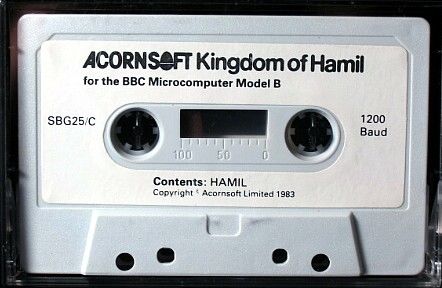 ACORNSOFT Kingdom of Hamil
for the BBC Microcomputer Model B
SBG25/C
1200
Baud
100 50 0
Contents: HAMIL
Copyright © Acornsoft Limited 1983